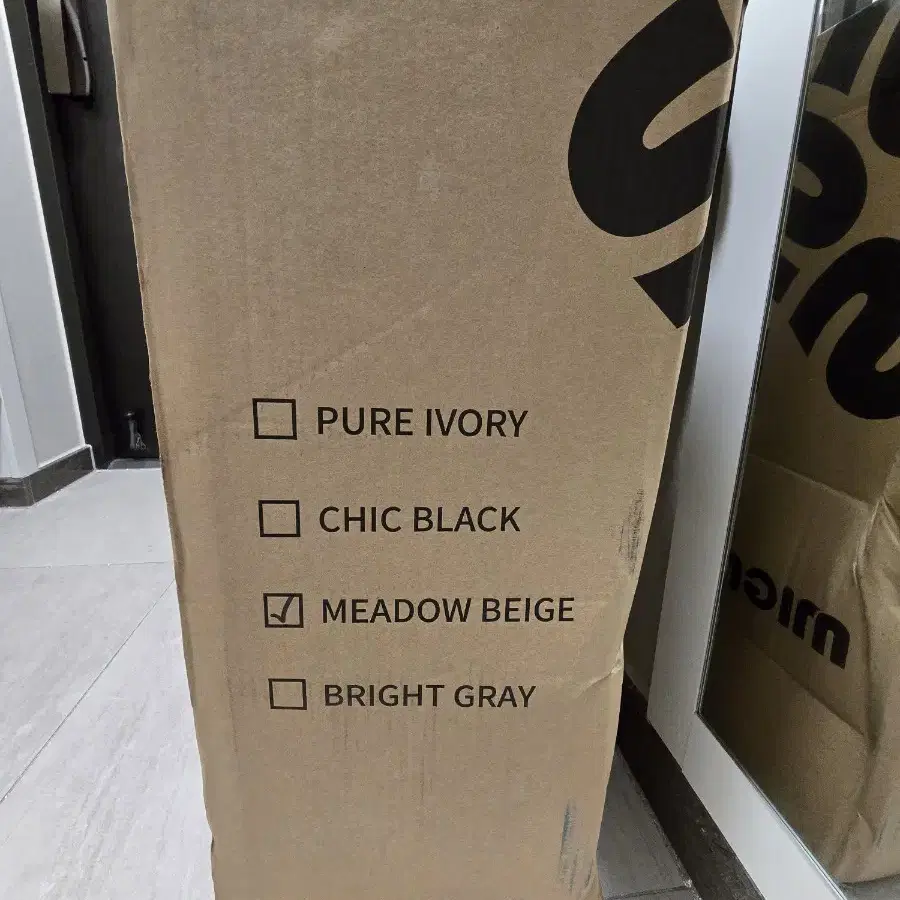 PURE IVORY
CHIC BLACK
MEADOW BEIGE
BRIGHT GRAY